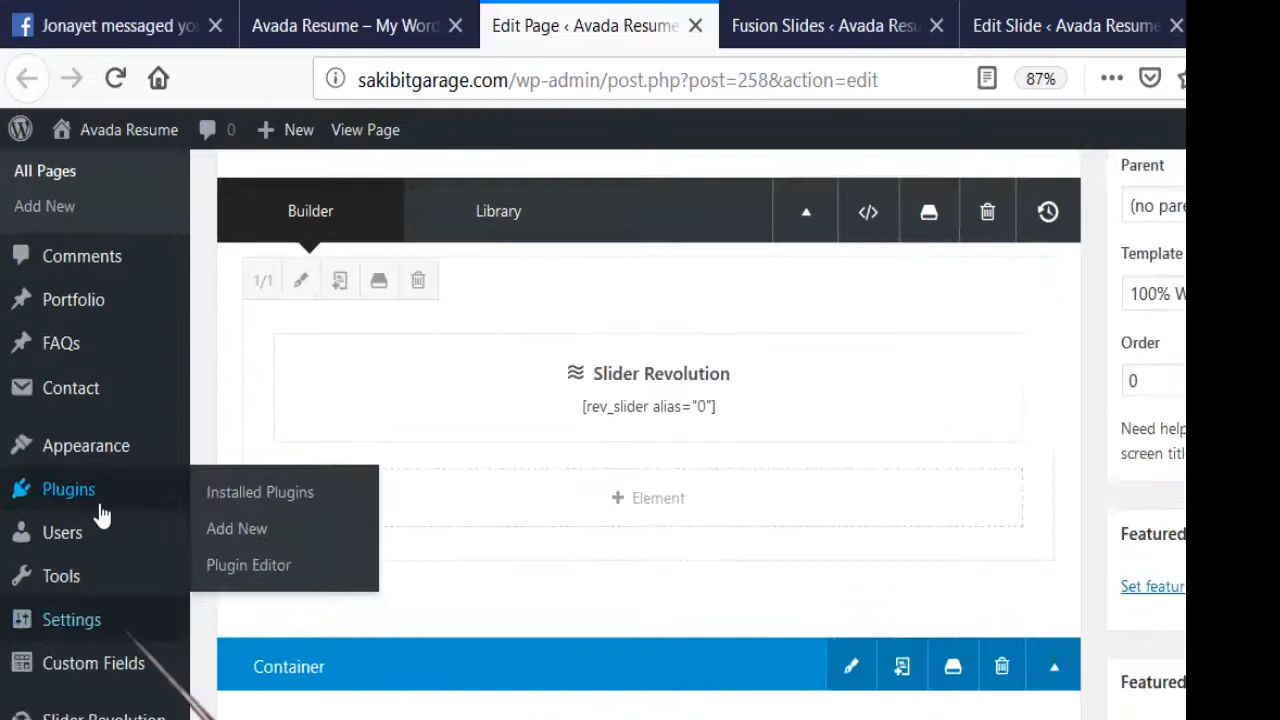 Jonayet messaged yo
Avada Resume – My Word
Edit Page ‹ Avada Resume
Fusion Slides ‹ Avada Resu
Edit Slide ‹ Avada Resume
sakibitgarage.com/wp-admin/post.php?post=258&action=edit
87%
Avada Resume
0
New
View Page
All Pages
Add New
Comments
Portfolio
FAQs
Contact
Appearance
Plugins
Users
Tools
Settings
Custom Fields
Slider Revolution
Installed Plugins
Add New
Plugin Editor
Builder
Library
1/1
Slider Revolution
[rev_slider alias="0"]
Element
Container
Parent
(no pare
Template
100% W
Order
0
Need help
screen titl
Featured
Set featur
Featured